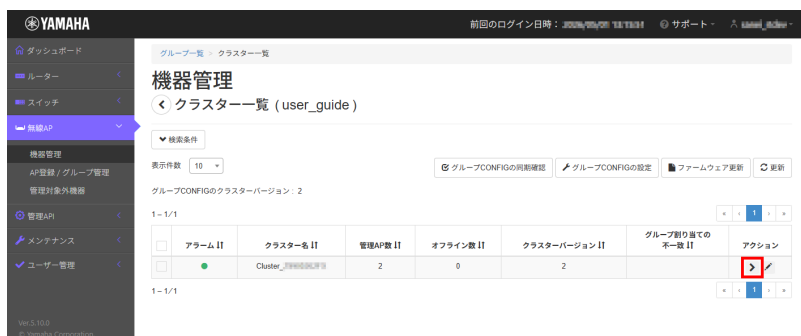 YAMAHA
前回のログイン日時：
サポート
ダッシュボード
ルーター
スイッチ
無線AP
機器管理
AP登録 / グループ管理
管理対象外機器
管理API
メンテナンス
ユーザー管理
Ver.5.10.0
© Yamaha Corporation
グループ一覧 > クラスター一覧
機器管理
クラスター一覧 ( user_guide )
検索条件
表示件数 10
グループCONFIGの同期確認 グループCONFIGの設定 ファームウェア更新 更新
グループCONFIGのクラスターバージョン : 2
1 – 1 / 1
« ‹ 1 › »
アラーム クラスター名 管理AP数 オフライン数 クラスターバージョン グループ割り当ての不一致 アクション
Cluster_ 2 0 2
1 – 1 / 1
« ‹ 1 › »